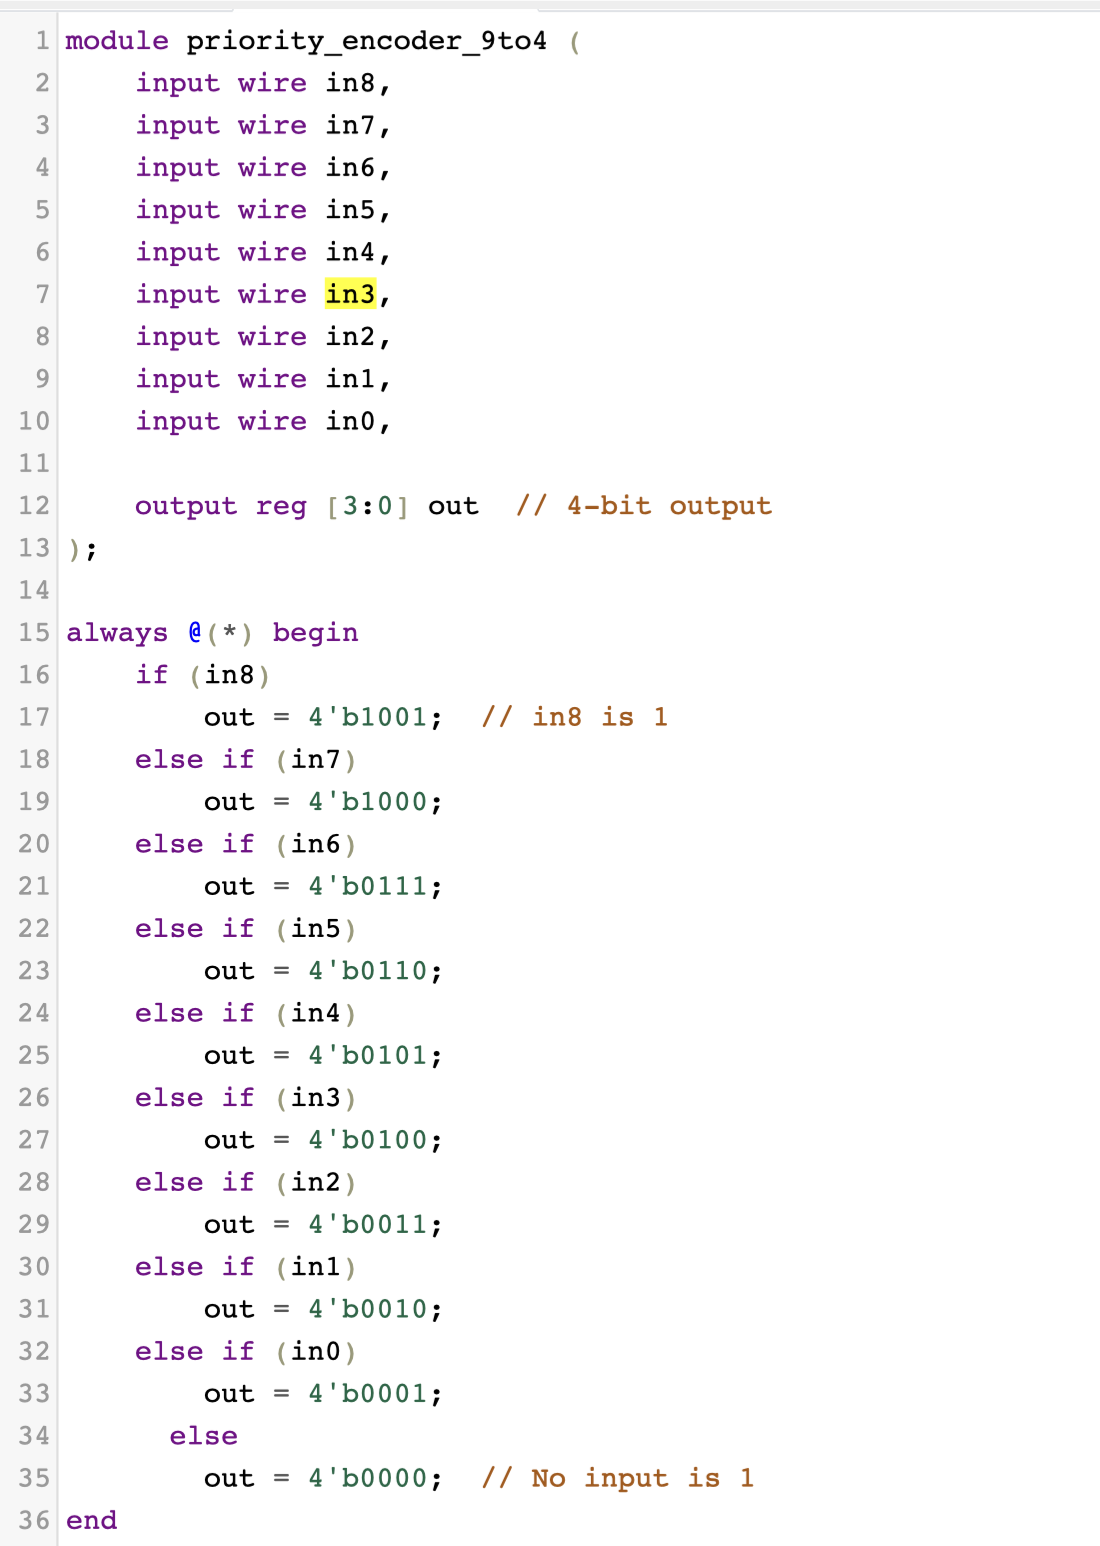 1 module priority_encoder_9to4 (
2     input wire in8,
3     input wire in7,
4     input wire in6,
5     input wire in5,
6     input wire in4,
7     input wire in3,
8     input wire in2,
9     input wire in1,
10     input wire in0,
11
12     output reg [3:0] out  // 4-bit output
13 );
14
15 always @(*) begin
16     if (in8)
17         out = 4'b1001;  // in8 is 1
18     else if (in7)
19         out = 4'b1000;
20     else if (in6)
21         out = 4'b0111;
22     else if (in5)
23         out = 4'b0110;
24     else if (in4)
25         out = 4'b0101;
26     else if (in3)
27         out = 4'b0100;
28     else if (in2)
29         out = 4'b0011;
30     else if (in1)
31         out = 4'b0010;
32     else if (in0)
33         out = 4'b0001;
34       else
35         out = 4'b0000;  // No input is 1
36 end